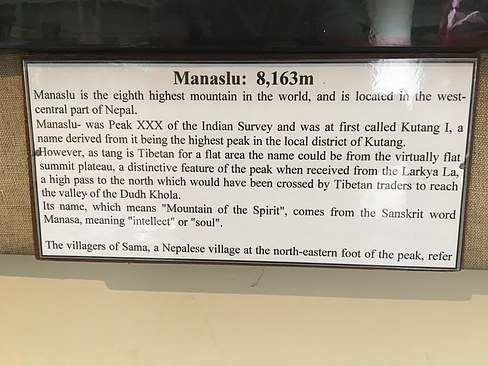 Manaslu: 8,163m
Manaslu is the eighth highest mountain in the world, and is located in the west-
central part of Nepal.
Manaslu- was Peak XXX of the Indian Survey and was at first called Kutang I, a
name derived from it being the highest peak in the local district of Kutang.
However, as tang is Tibetan for a flat area the name could be from the virtually flat
summit plateau, a distinctive feature of the peak when received from the Larkya La,
a high pass to the north which would have been crossed by Tibetan traders to reach
the valley of the Dudh Khola.
Its name, which means "Mountain of the Spirit", comes from the Sanskrit word
Manasa, meaning "intellect" or "soul".
The villagers of Sama, a Nepalese village at the north-eastern foot of the peak, refer